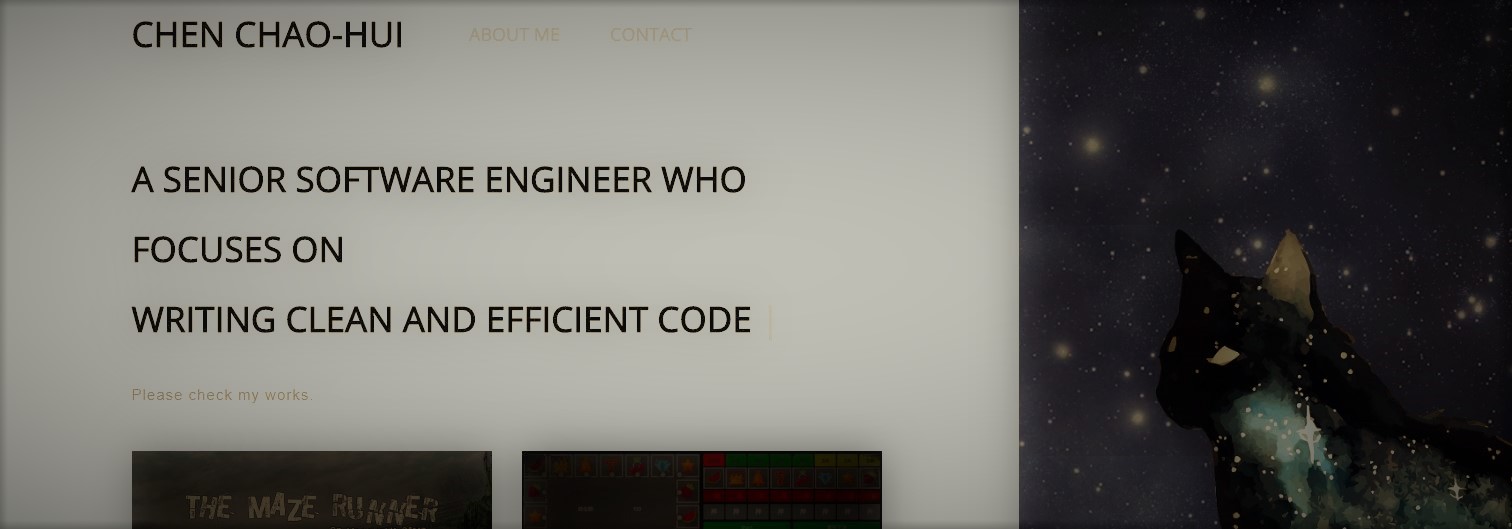 CHEN CHAO-HUI ABOUT ME CONTACT
A SENIOR SOFTWARE ENGINEER WHO
FOCUSES ON
WRITING CLEAN AND EFFICIENT CODE
Please check my works.
THE MAZE RUNNER